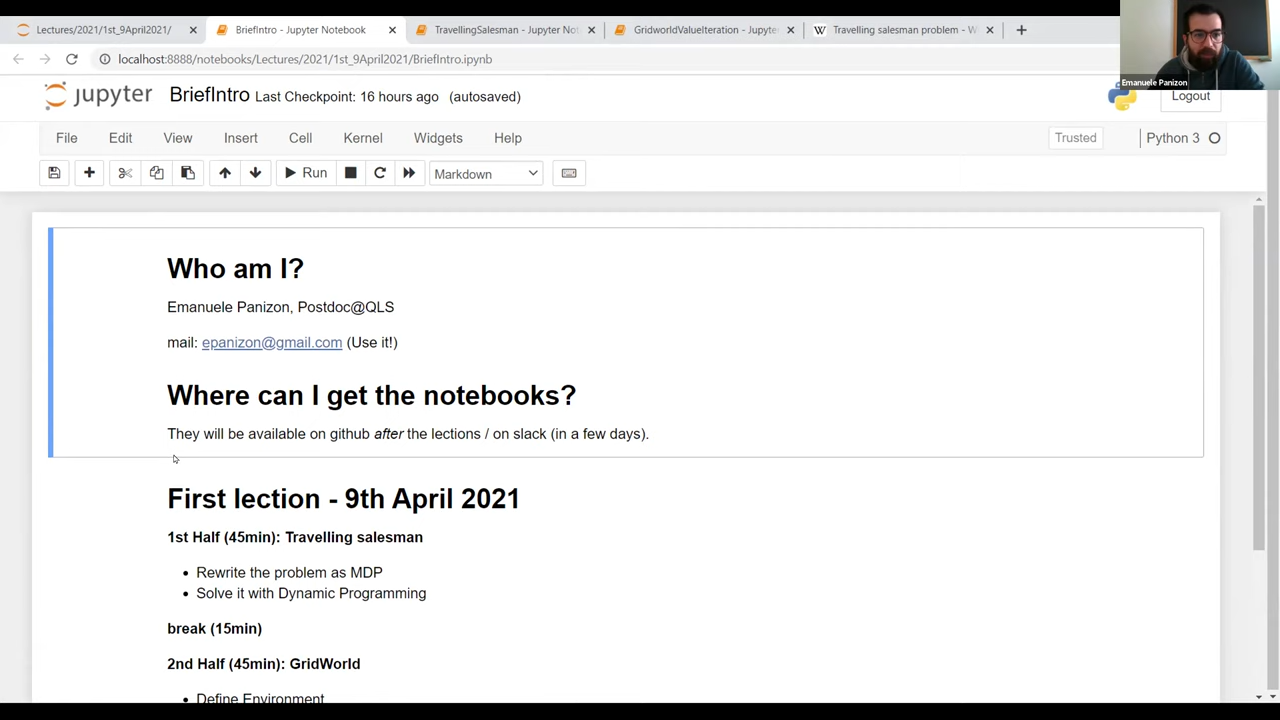 Lectures/2021/1st_9April2021/
BriefIntro - Jupyter Notebook
TravellingSalesman - Jupyter Not
GridworldValueIteration - Jupyte
Travelling salesman problem - W
localhost:8888/notebooks/Lectures/2021/1st_9April2021/BriefIntro.ipynb
Emanuele Panizon
jupyter BriefIntro Last Checkpoint: 16 hours ago (autosaved)
Logout
File Edit View Insert Cell Kernel Widgets Help
Trusted Python 3
Run Markdown
Who am I?
Emanuele Panizon, Postdoc@QLS
mail: epanizon@gmail.com (Use it!)
Where can I get the notebooks?
They will be available on github after the lections / on slack (in a few days).
First lection - 9th April 2021
1st Half (45min): Travelling salesman
• Rewrite the problem as MDP
• Solve it with Dynamic Programming
break (15min)
2nd Half (45min): GridWorld
• Define Environment